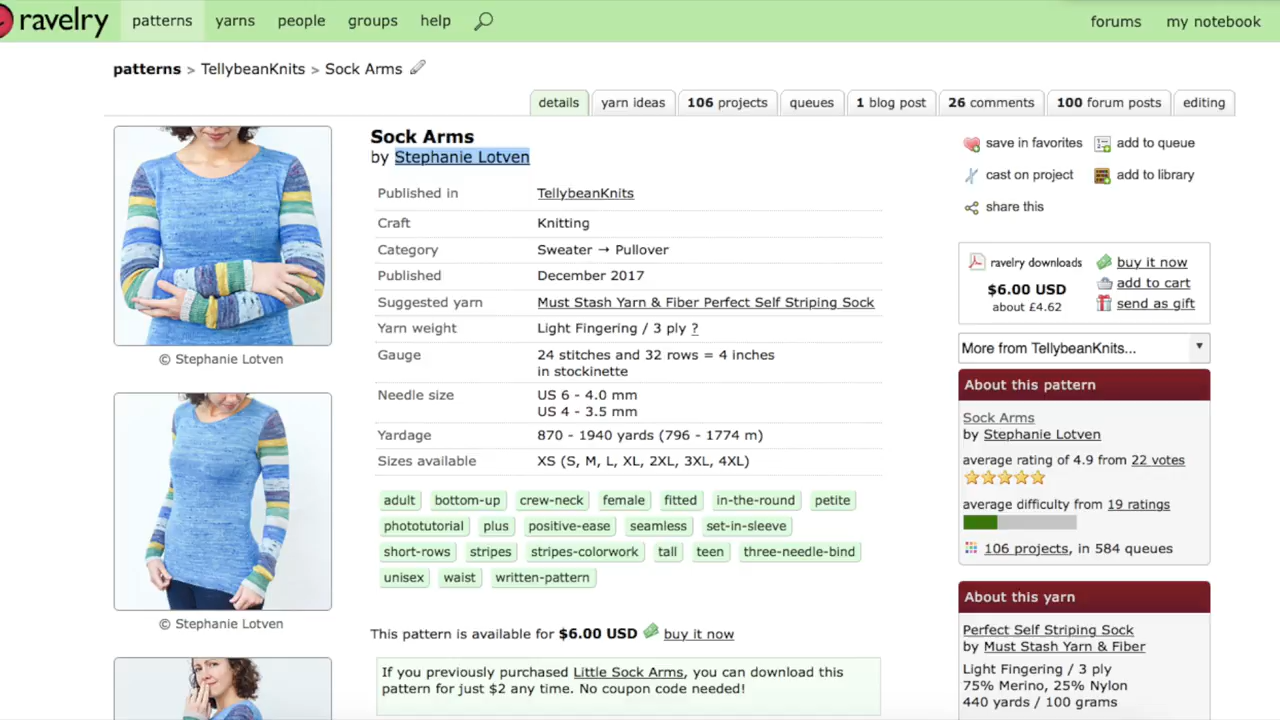 ravelry patterns yarns people groups help forums my notebook
patterns > TellybeanKnits > Sock Arms
details yarn ideas 106 projects queues 1 blog post 26 comments 100 forum posts editing
© Stephanie Lotven
© Stephanie Lotven
Sock Arms
by Stephanie Lotven
Published in TellybeanKnits
Craft Knitting
Category Sweater → Pullover
Published December 2017
Suggested yarn Must Stash Yarn & Fiber Perfect Self Striping Sock
Yarn weight Light Fingering / 3 ply ?
Gauge 24 stitches and 32 rows = 4 inches
in stockinette
Needle size US 6 - 4.0 mm
US 4 - 3.5 mm
Yardage 870 - 1940 yards (796 - 1774 m)
Sizes available XS (S, M, L, XL, 2XL, 3XL, 4XL)
adult bottom-up crew-neck female fitted in-the-round petite
phototutorial plus positive-ease seamless set-in-sleeve
short-rows stripes stripes-colorwork tall teen three-needle-bind
unisex waist written-pattern
This pattern is available for $6.00 USD buy it now
If you previously purchased Little Sock Arms, you can download this
pattern for just $2 any time. No coupon code needed!
save in favorites add to queue
cast on project add to library
share this
ravelry downloads
$6.00 USD
about £4.62
buy it now
add to cart
send as gift
More from TellybeanKnits...
About this pattern
Sock Arms
by Stephanie Lotven
average rating of 4.9 from 22 votes
average difficulty from 19 ratings
106 projects, in 584 queues
About this yarn
Perfect Self Striping Sock
by Must Stash Yarn & Fiber
Light Fingering / 3 ply
75% Merino, 25% Nylon
440 yards / 100 grams